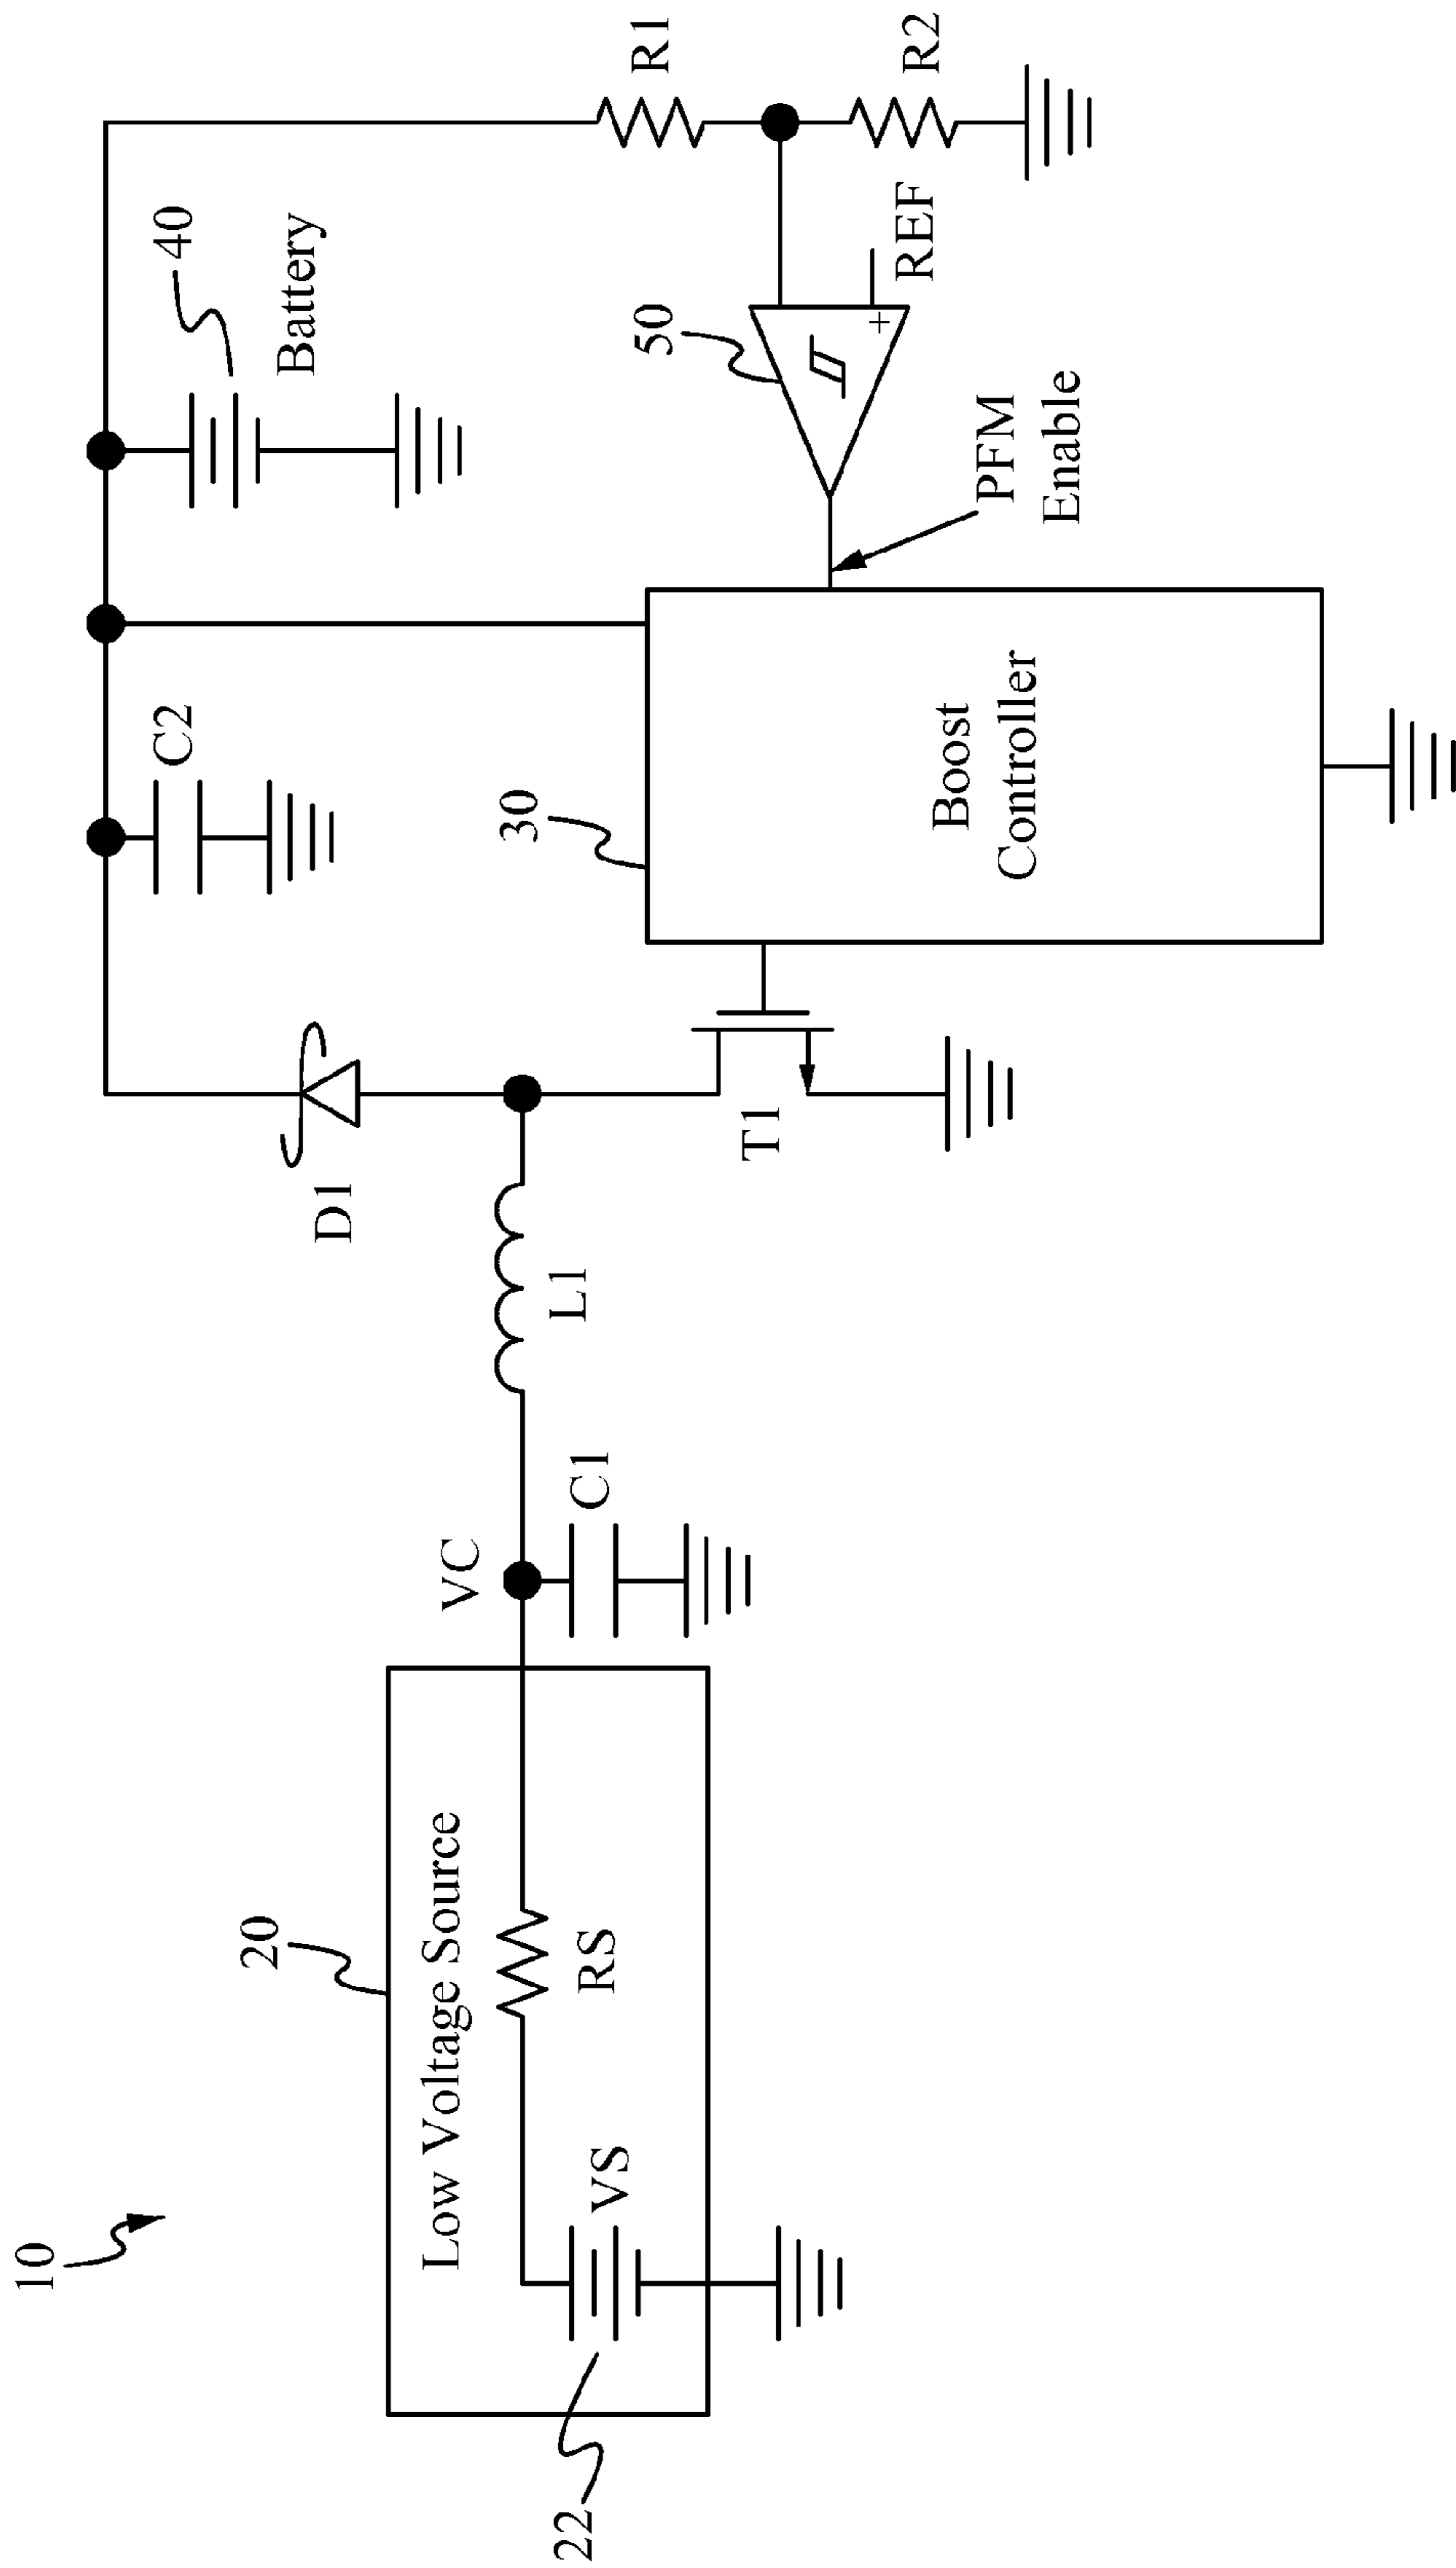 10
20
Low Voltage Source
22
VS
RS
VC
C1
L1
D1
T1
C2
30
Boost
Controller
40
Battery
50
+
REF
PFM
Enable
R1
R2